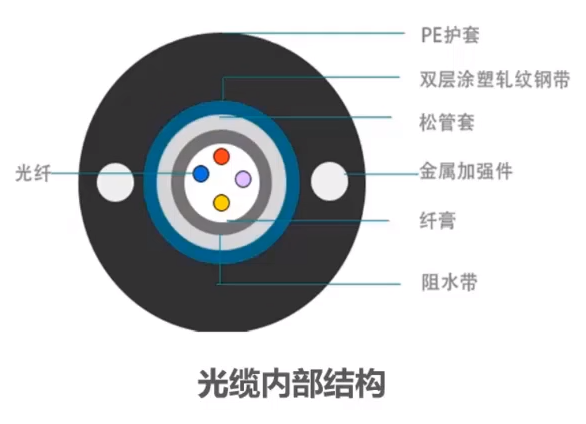 PE护套
双层涂塑轧纹钢带
松管套
光纤
金属加强件
纤膏
阻水带
光缆内部结构